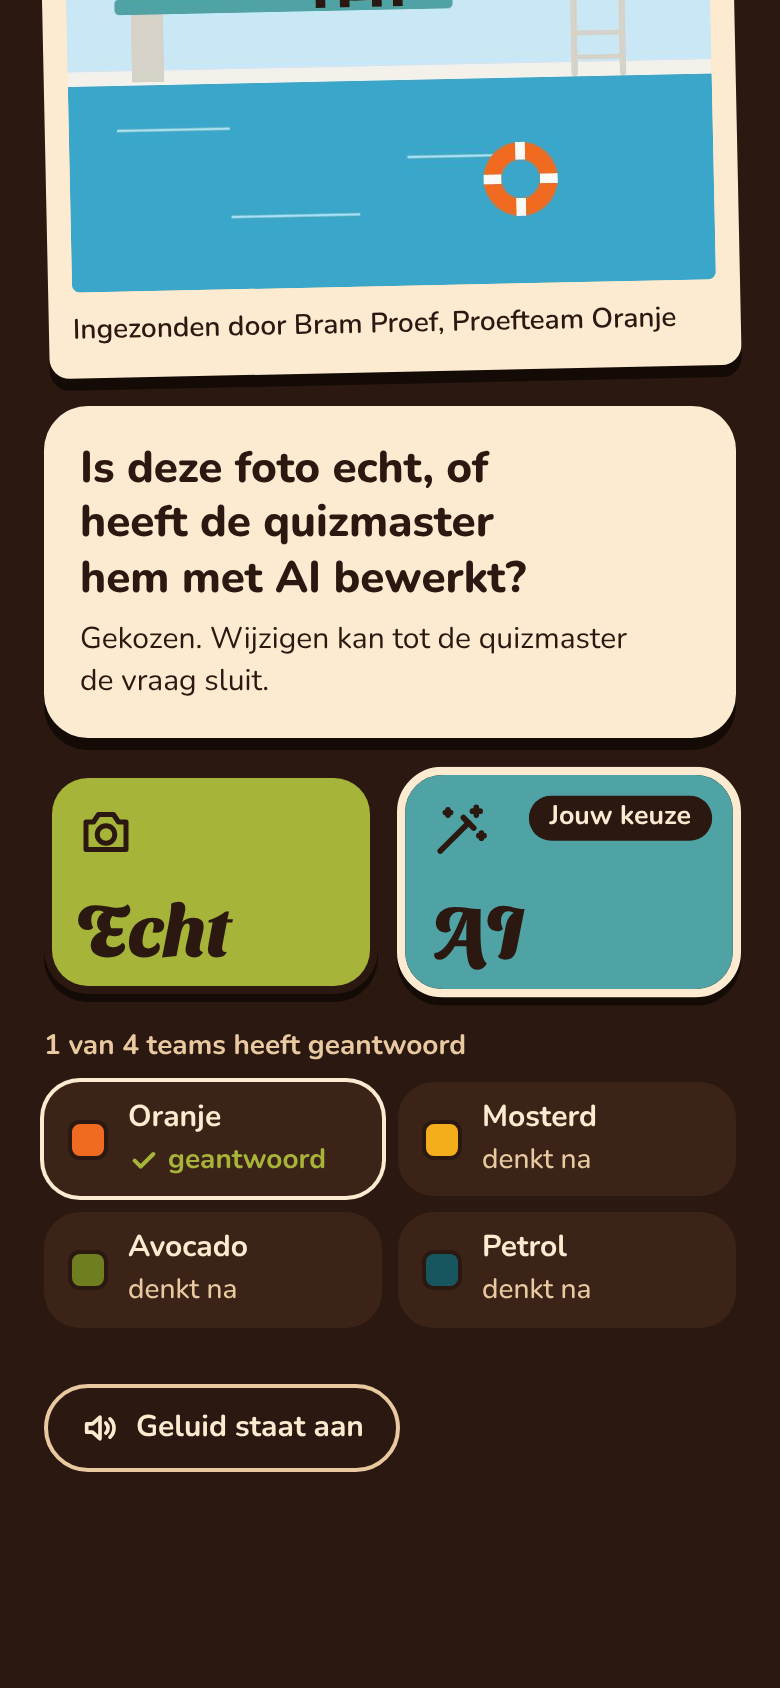 Ingezonden door Bram Proef, Proefteam Oranje
Is deze foto echt, of
heeft de quizmaster
hem met AI bewerkt?
Gekozen. Wijzigen kan tot de quizmaster
de vraag sluit.
Jouw keuze
Echt
AI
1 van 4 teams heeft geantwoord
Oranje
geantwoord
Mosterd
denkt na
Avocado
denkt na
Petrol
denkt na
Geluid staat aan